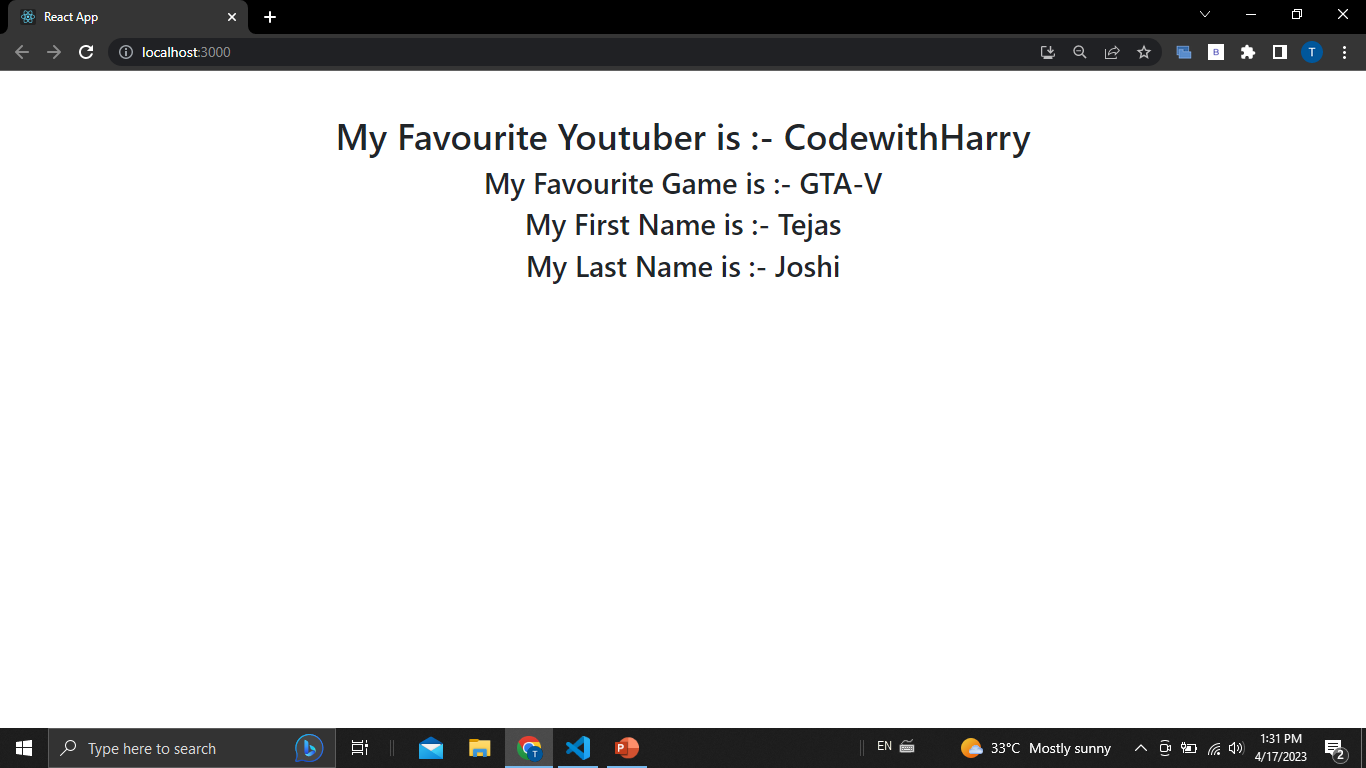 React App
localhost:3000
B
T
My Favourite Youtuber is :- CodewithHarry
My Favourite Game is :- GTA-V
My First Name is :- Tejas
My Last Name is :- Joshi
Type here to search
T
P
EN
33°C Mostly sunny
1:31 PM
4/17/2023
2